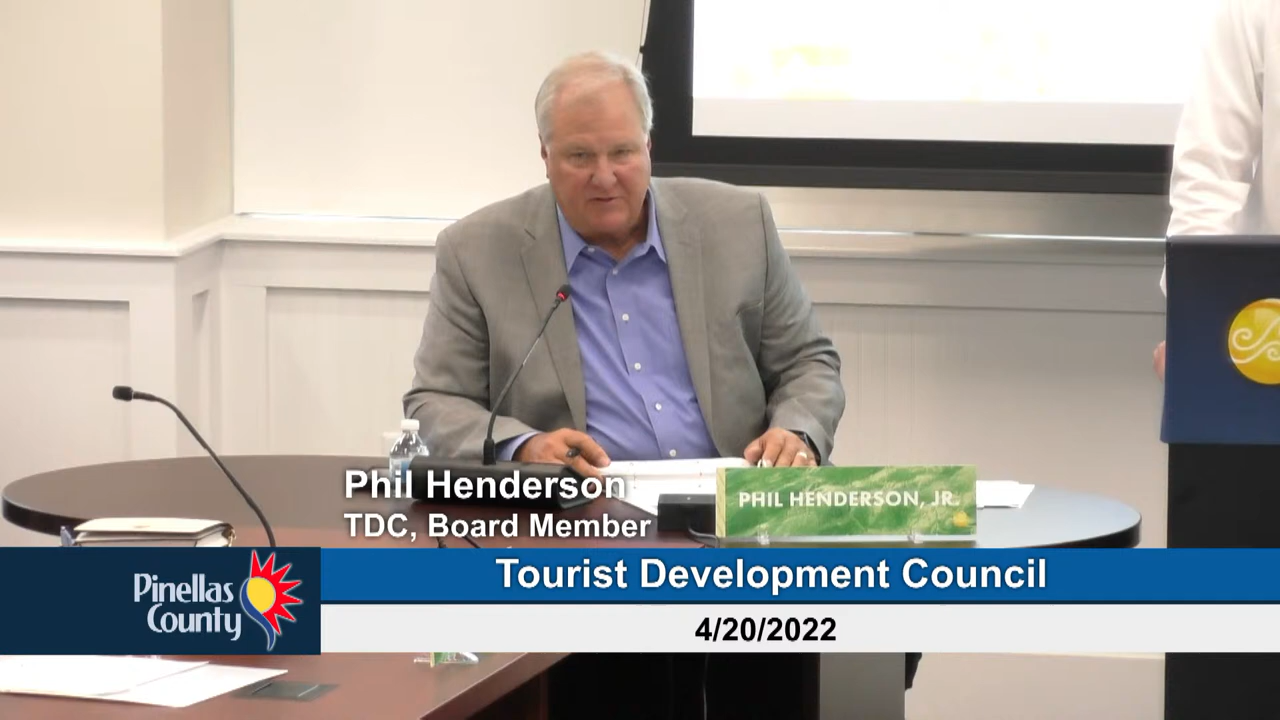 Phil Henderson
TDC, Board Member
PHIL HENDERSON, JR.
Tourist Development Council
Pinellas
County
4/20/2022